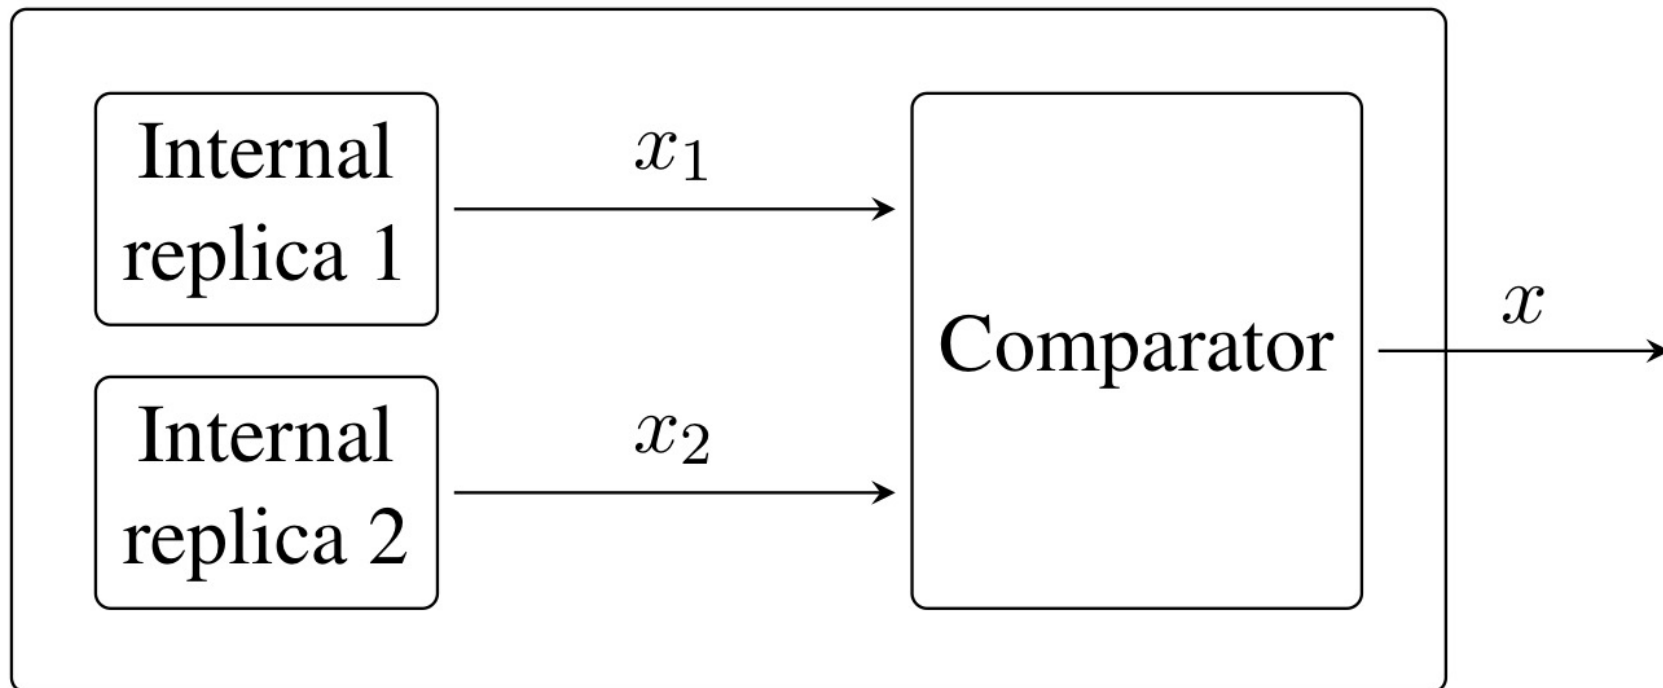 Internal
replica 1
x₁
Comparator
x
Internal
replica 2
x₂